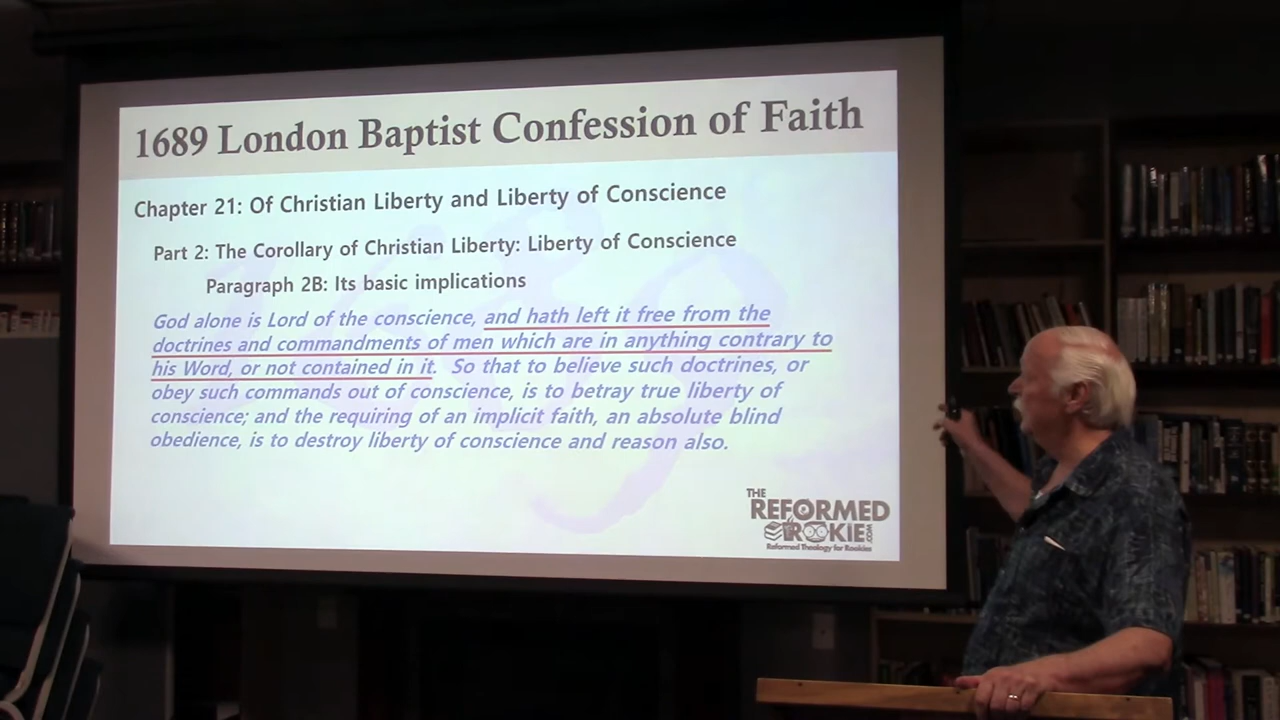 1689 London Baptist Confession of Faith
Chapter 21: Of Christian Liberty and Liberty of Conscience
Part 2: The Corollary of Christian Liberty: Liberty of Conscience
Paragraph 2B: Its basic implications
God alone is Lord of the conscience, and hath left it free from the
doctrines and commandments of men which are in anything contrary to
his Word, or not contained in it. So that to believe such doctrines, or
obey such commands out of conscience, is to betray true liberty of
conscience; and the requiring of an implicit faith, an absolute blind
obedience, is to destroy liberty of conscience and reason also.
THE
REFORMED
ROOKIE.COM
Reformed Theology for Rookies